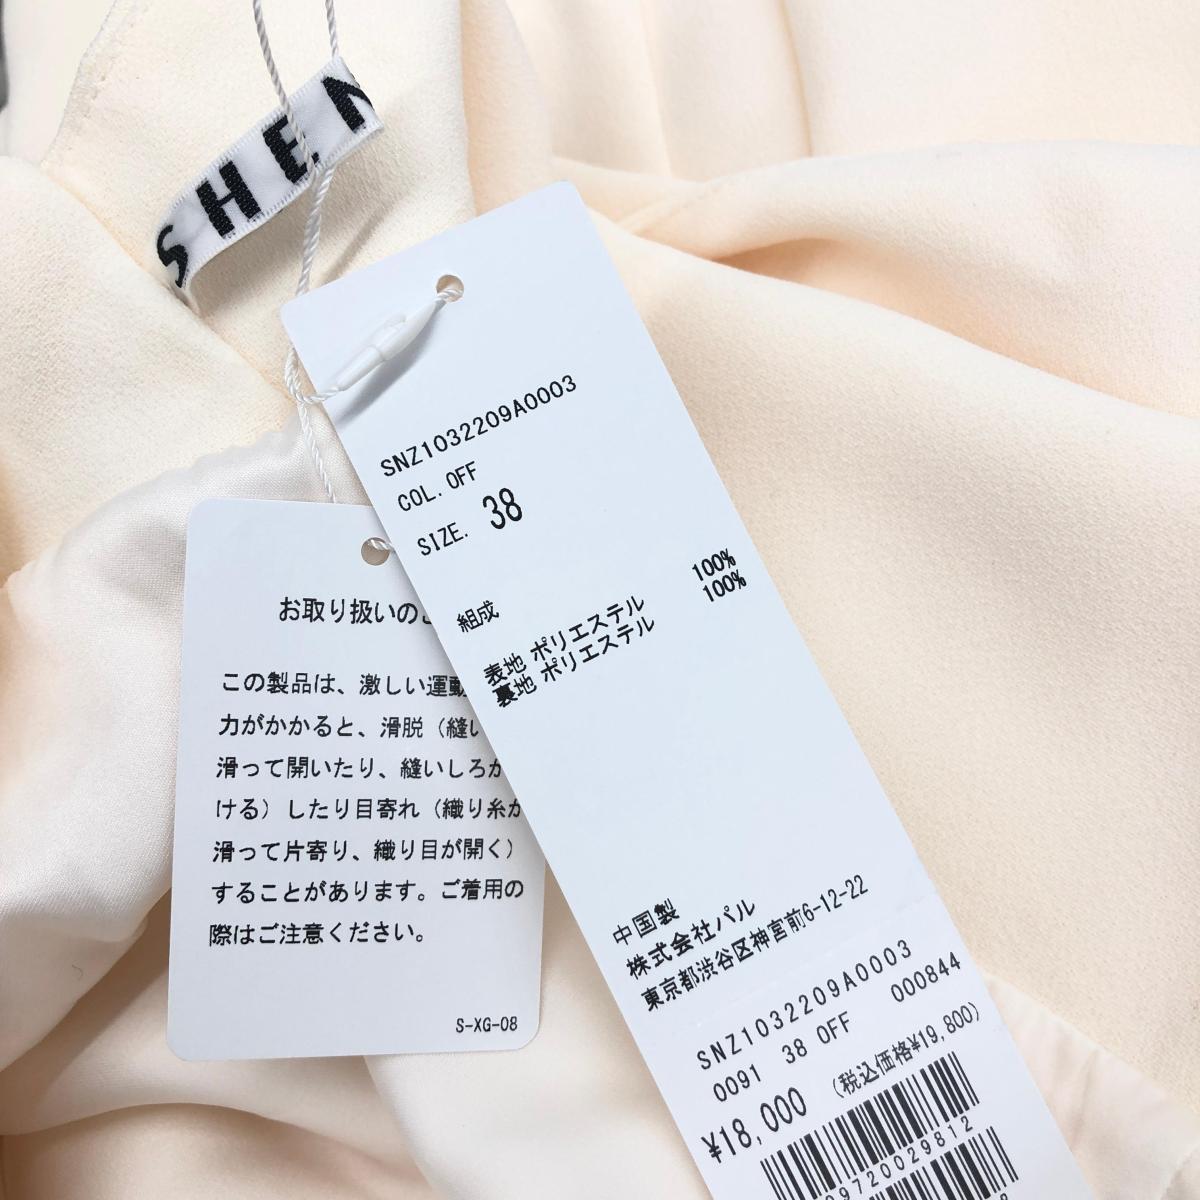 SHEN
SNZ1032209A0003
COL. OFF
SIZE. 38
組成
表地 ポリエステル 100%
裏地 ポリエステル 100%
中国製
株式会社パル
東京都渋谷区神宮前6-12-22
SNZ1032209A0003
0091 38 OFF 000844
¥18,000 (税込価格¥19,800)
9720029812
お取り扱いの
この製品は、激しい運動
力がかかると、滑脱（縫い
滑って開いたり、縫いしろが
ける）したり目寄れ（織り糸が
滑って片寄り、織り目が開く）
することがあります。ご着用の
際はご注意ください。
S-XG-08